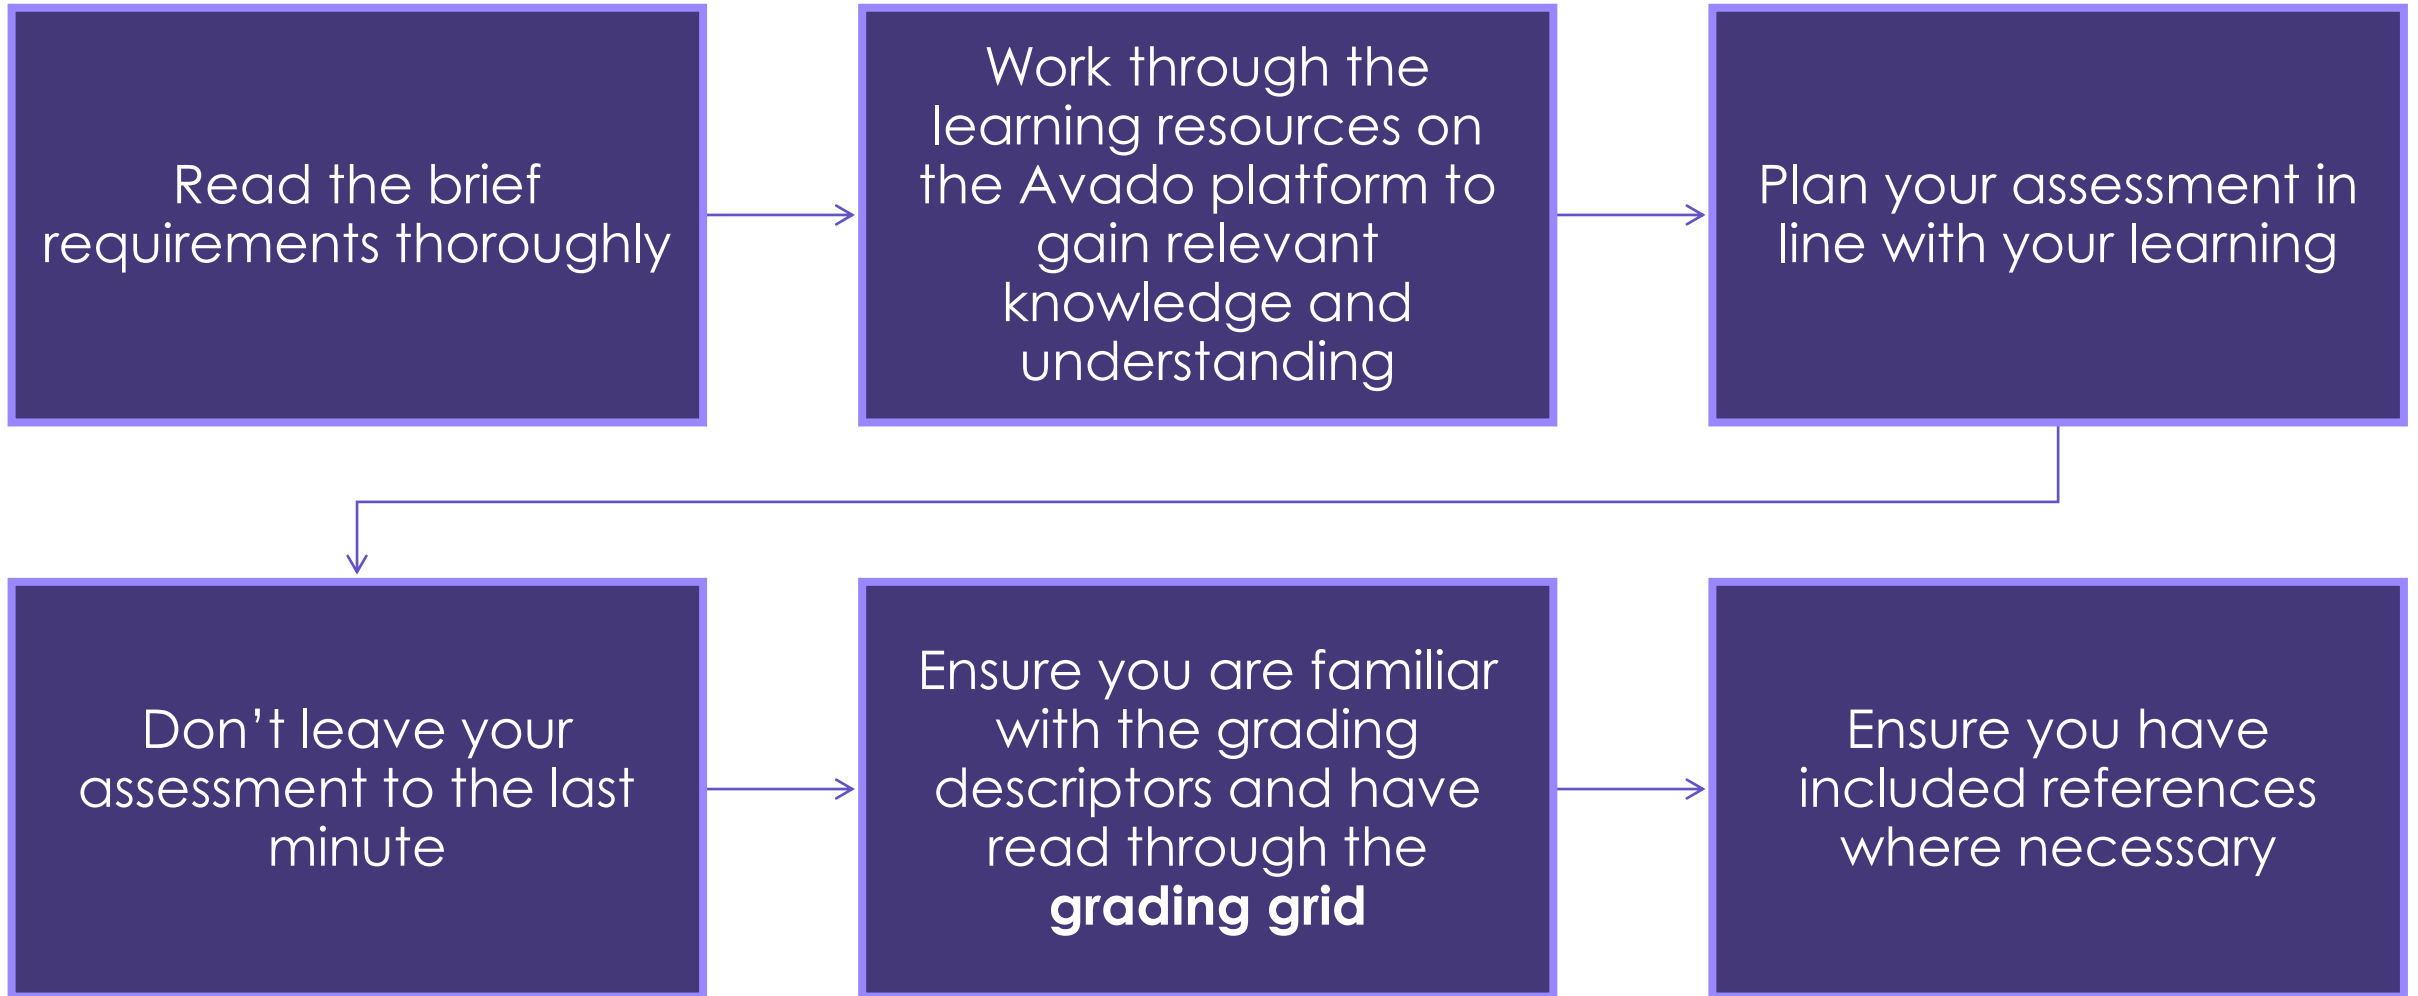 Read the brief
requirements thoroughly
Work through the
learning resources on
the Avado platform to
gain relevant
knowledge and
understanding
Plan your assessment in
line with your learning
Don’t leave your
assessment to the last
minute
Ensure you are familiar
with the grading
descriptors and have
read through the
grading grid
Ensure you have
included references
where necessary